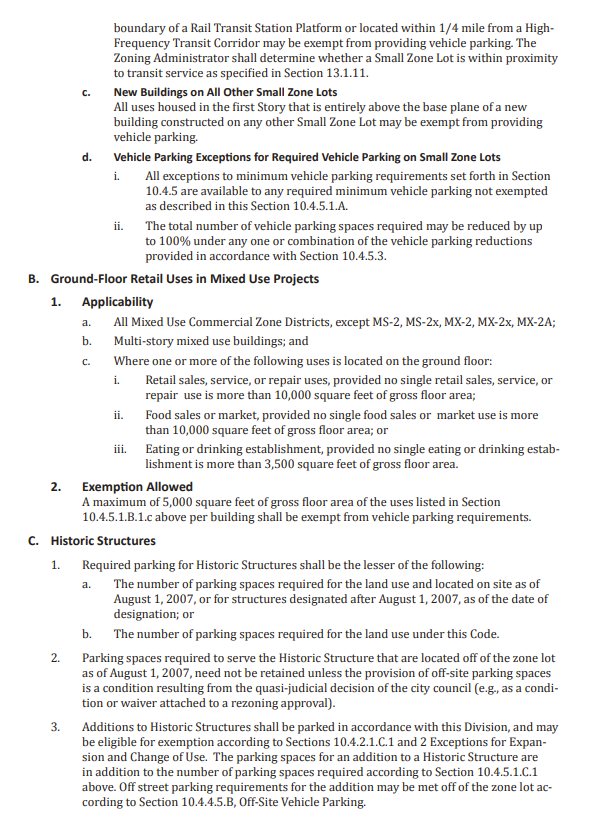 boundary of a Rail Transit Station Platform or located within 1/4 mile from a High-
Frequency Transit Corridor may be exempt from providing vehicle parking. The
Zoning Administrator shall determine whether a Small Zone Lot is within proximity
to transit service as specified in Section 13.1.11.
c. New Buildings on All Other Small Zone Lots
All uses housed in the first Story that is entirely above the base plane of a new
building constructed on any other Small Zone Lot may be exempt from providing
vehicle parking.
d. Vehicle Parking Exceptions for Required Vehicle Parking on Small Zone Lots
i. All exceptions to minimum vehicle parking requirements set forth in Section
10.4.5 are available to any required minimum vehicle parking not exempted
as described in this Section 10.4.5.1.A.
ii. The total number of vehicle parking spaces required may be reduced by up
to 100% under any one or combination of the vehicle parking reductions
provided in accordance with Section 10.4.5.3.
B. Ground-Floor Retail Uses in Mixed Use Projects
1. Applicability
a. All Mixed Use Commercial Zone Districts, except MS-2, MS-2x, MX-2, MX-2x, MX-2A;
b. Multi-story mixed use buildings; and
c. Where one or more of the following uses is located on the ground floor:
i. Retail sales, service, or repair uses, provided no single retail sales, service, or
repair use is more than 10,000 square feet of gross floor area;
ii. Food sales or market, provided no single food sales or market use is more
than 10,000 square feet of gross floor area; or
iii. Eating or drinking establishment, provided no single eating or drinking estab-
lishment is more than 3,500 square feet of gross floor area.
2. Exemption Allowed
A maximum of 5,000 square feet of gross floor area of the uses listed in Section
10.4.5.1.B.1.c above per building shall be exempt from vehicle parking requirements.
C. Historic Structures
1. Required parking for Historic Structures shall be the lesser of the following:
a. The number of parking spaces required for the land use and located on site as of
August 1, 2007, or for structures designated after August 1, 2007, as of the date of
designation; or
b. The number of parking spaces required for the land use under this Code.
2. Parking spaces required to serve the Historic Structure that are located off of the zone lot
as of August 1, 2007, need not be retained unless the provision of off-site parking spaces
is a condition resulting from the quasi-judicial decision of the city council (e.g., as a condi-
tion or waiver attached to a rezoning approval).
3. Additions to Historic Structures shall be parked in accordance with this Division, and may
be eligible for exemption according to Sections 10.4.2.1.C.1 and 2 Exceptions for Expan-
sion and Change of Use. The parking spaces for an addition to a Historic Structure are
in addition to the number of parking spaces required according to Section 10.4.5.1.C.1
above. Off street parking requirements for the addition may be met off of the zone lot ac-
cording to Section 10.4.4.5.B, Off-Site Vehicle Parking.